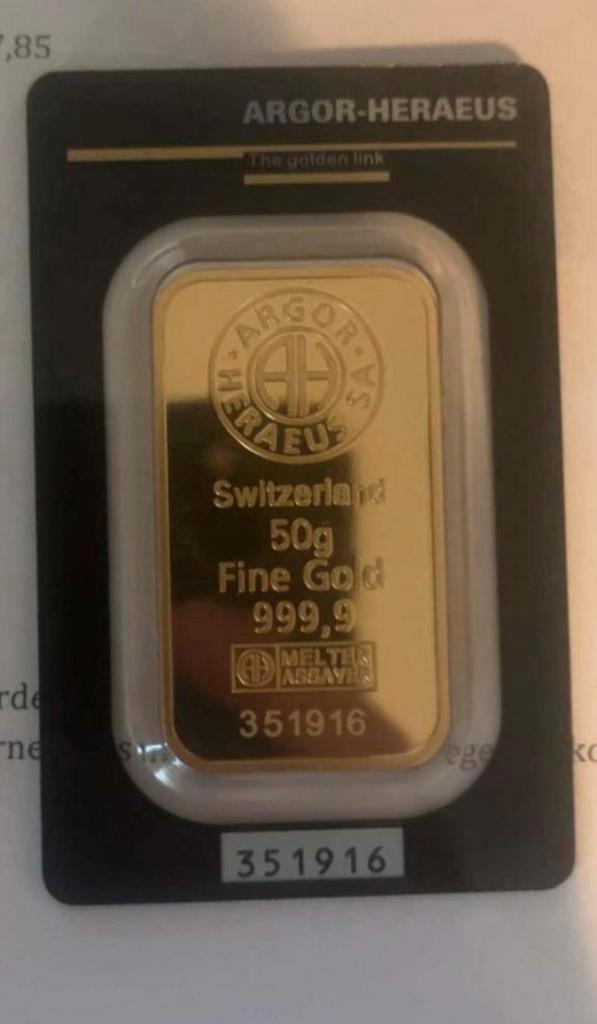 7,85
ARGOR-HERAEUS
The golden link
ARGOR
HERAEUS SA
Switzerland
50g
Fine Gold
999,9
MELTER
ASSAYER
351916
351916